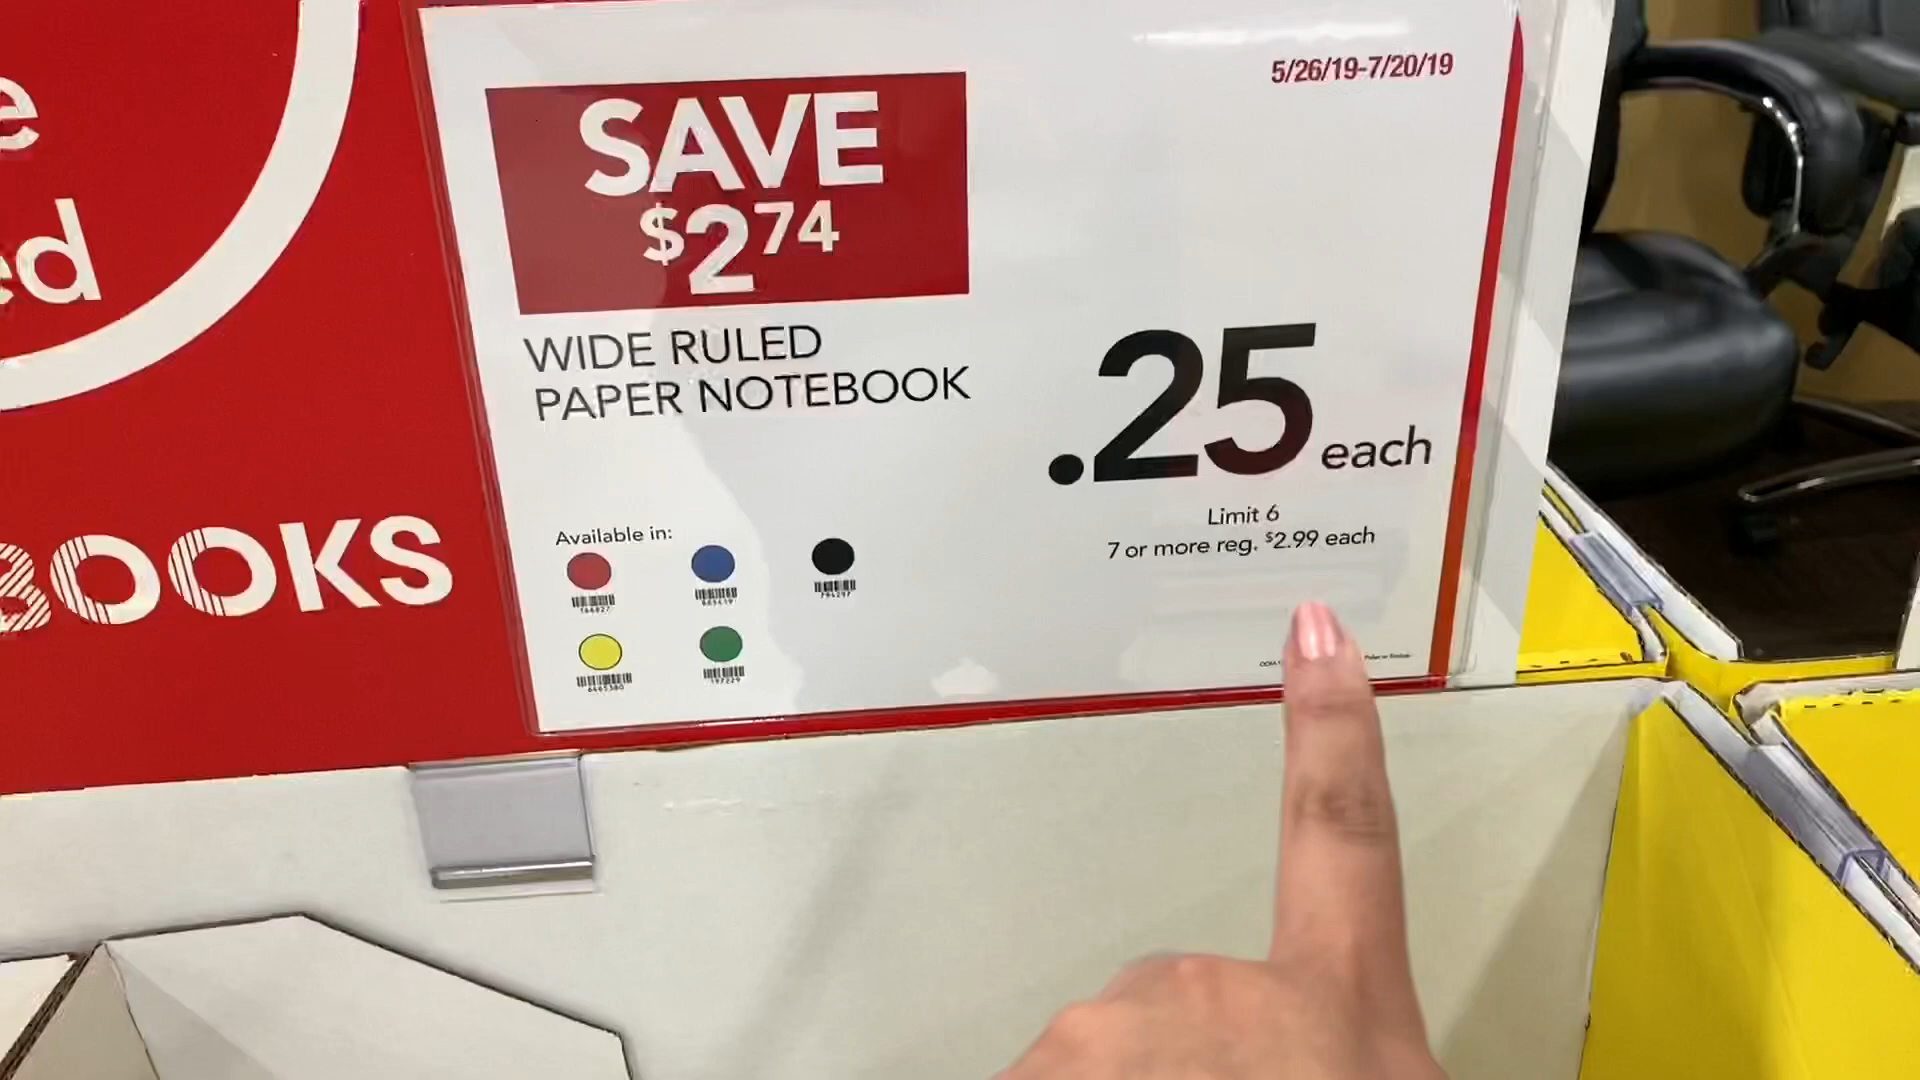 e
ed
BOOKS
5/26/19-7/20/19
SAVE
$2 74
WIDE RULED
PAPER NOTEBOOK
.25 each
Limit 6
7 or more reg. $2.99 each
Available in: